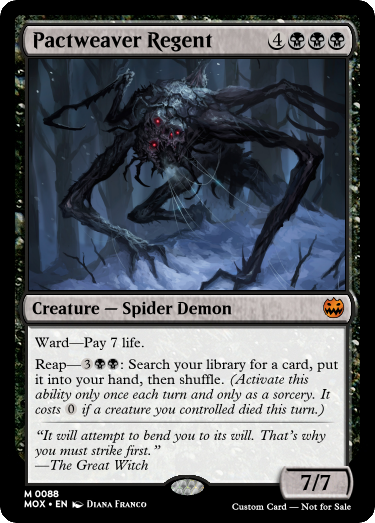 Pactweaver Regent 4
Creature — Spider Demon
Ward—Pay 7 life.
Reap—3: Search your library for a card, put
it into your hand, then shuffle. (Activate this
ability only once each turn and only as a sorcery. It
costs 0 if a creature you controlled died this turn.)
“It will attempt to bend you to its will. That's why
you must strike first.”
—The Great Witch
7/7
M 0088
MOX • EN Diana Franco
Custom Card — Not for Sale